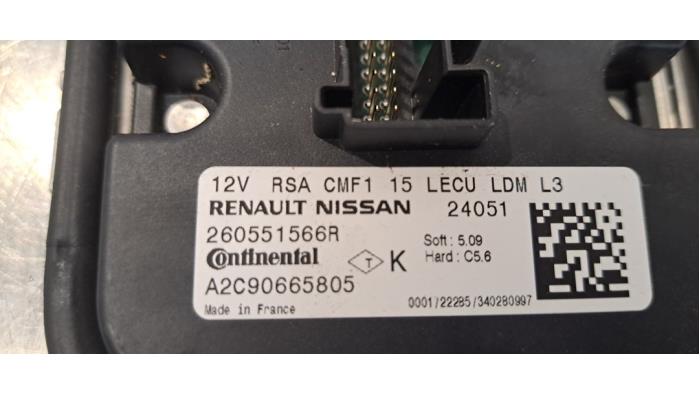 12V RSA CMF1 15 LECU LDM L3
RENAULT NISSAN 24051
260551566R
Soft : 5.09
Continental T K Hard : C5.6
A2C90665805
Made in France 0001/22285/340280997